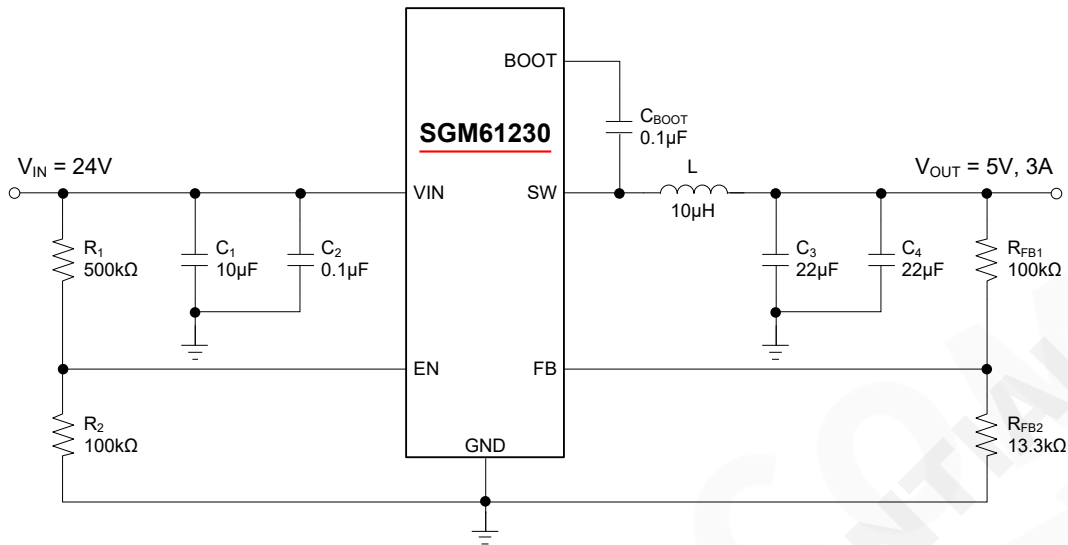 BOOT
C_BOOT
0.1µF
SGM61230
V_IN = 24V
V_OUT = 5V, 3A
VIN
SW
L
10µH
R_1
500kΩ
C_1
10µF
C_2
0.1µF
C_3
22µF
C_4
22µF
R_FB1
100kΩ
EN
FB
R_2
100kΩ
GND
R_FB2
13.3kΩ